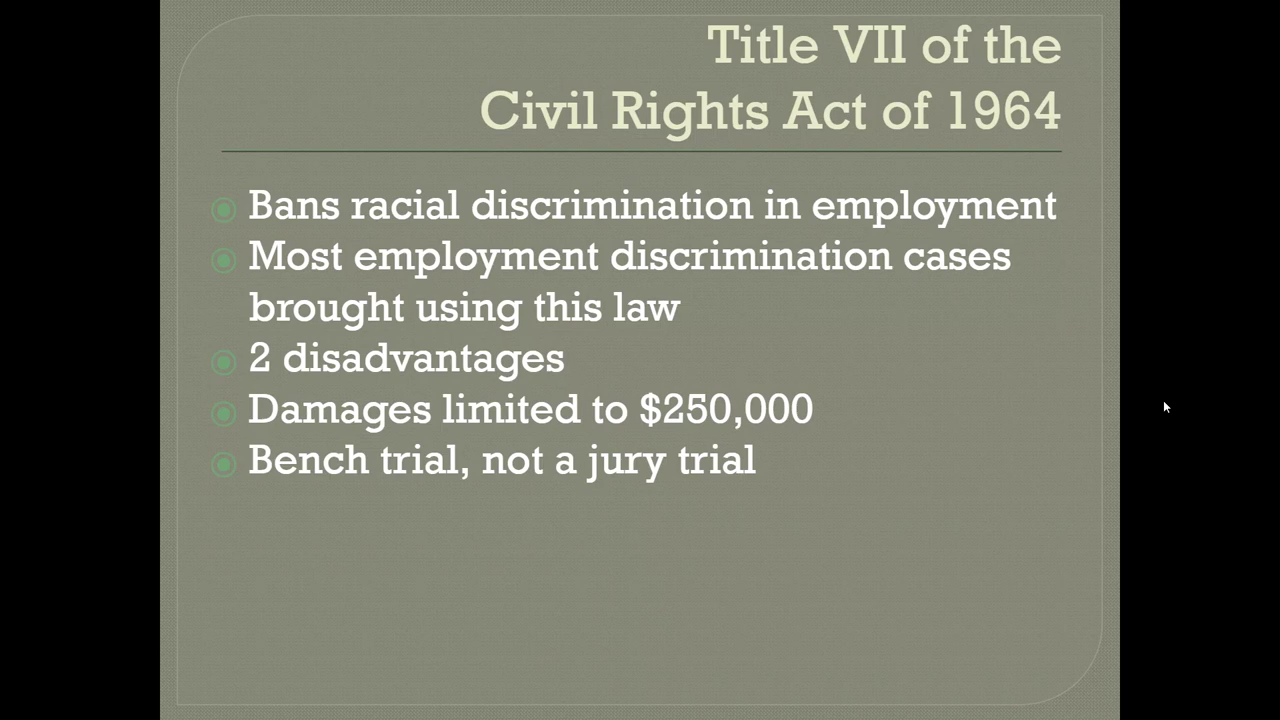 Title VII of the
Civil Rights Act of 1964
Bans racial discrimination in employment
Most employment discrimination cases
brought using this law
2 disadvantages
Damages limited to $250,000
Bench trial, not a jury trial